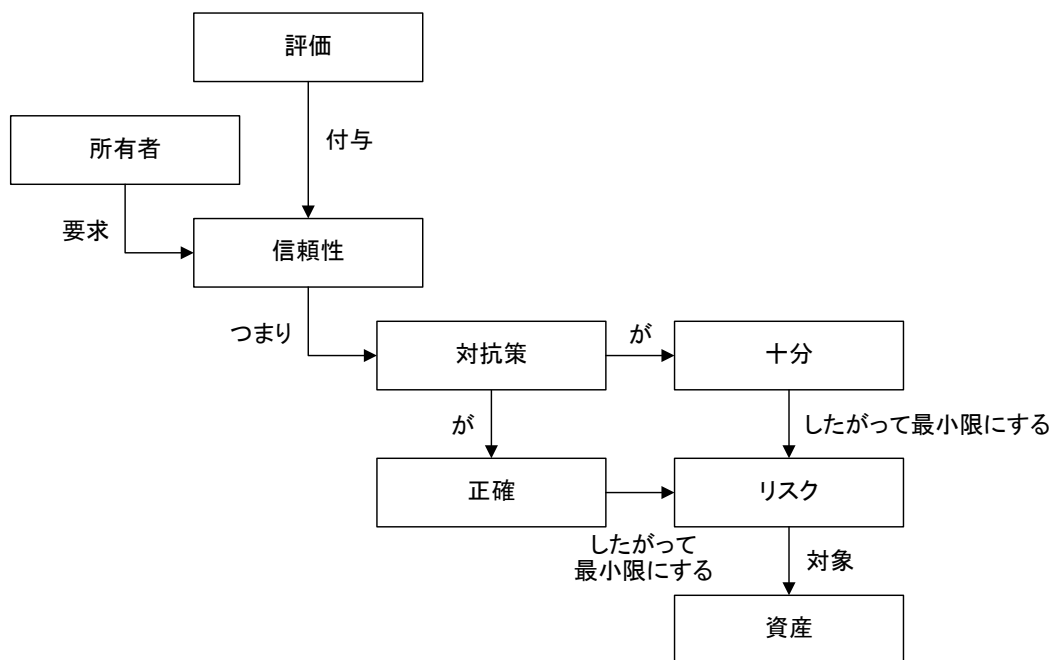 評価
付与
所有者
要求
信頼性
つまり
対抗策
が
十分
が
したがって最小限にする
正確
リスク
したがって
最小限にする
対象
資産